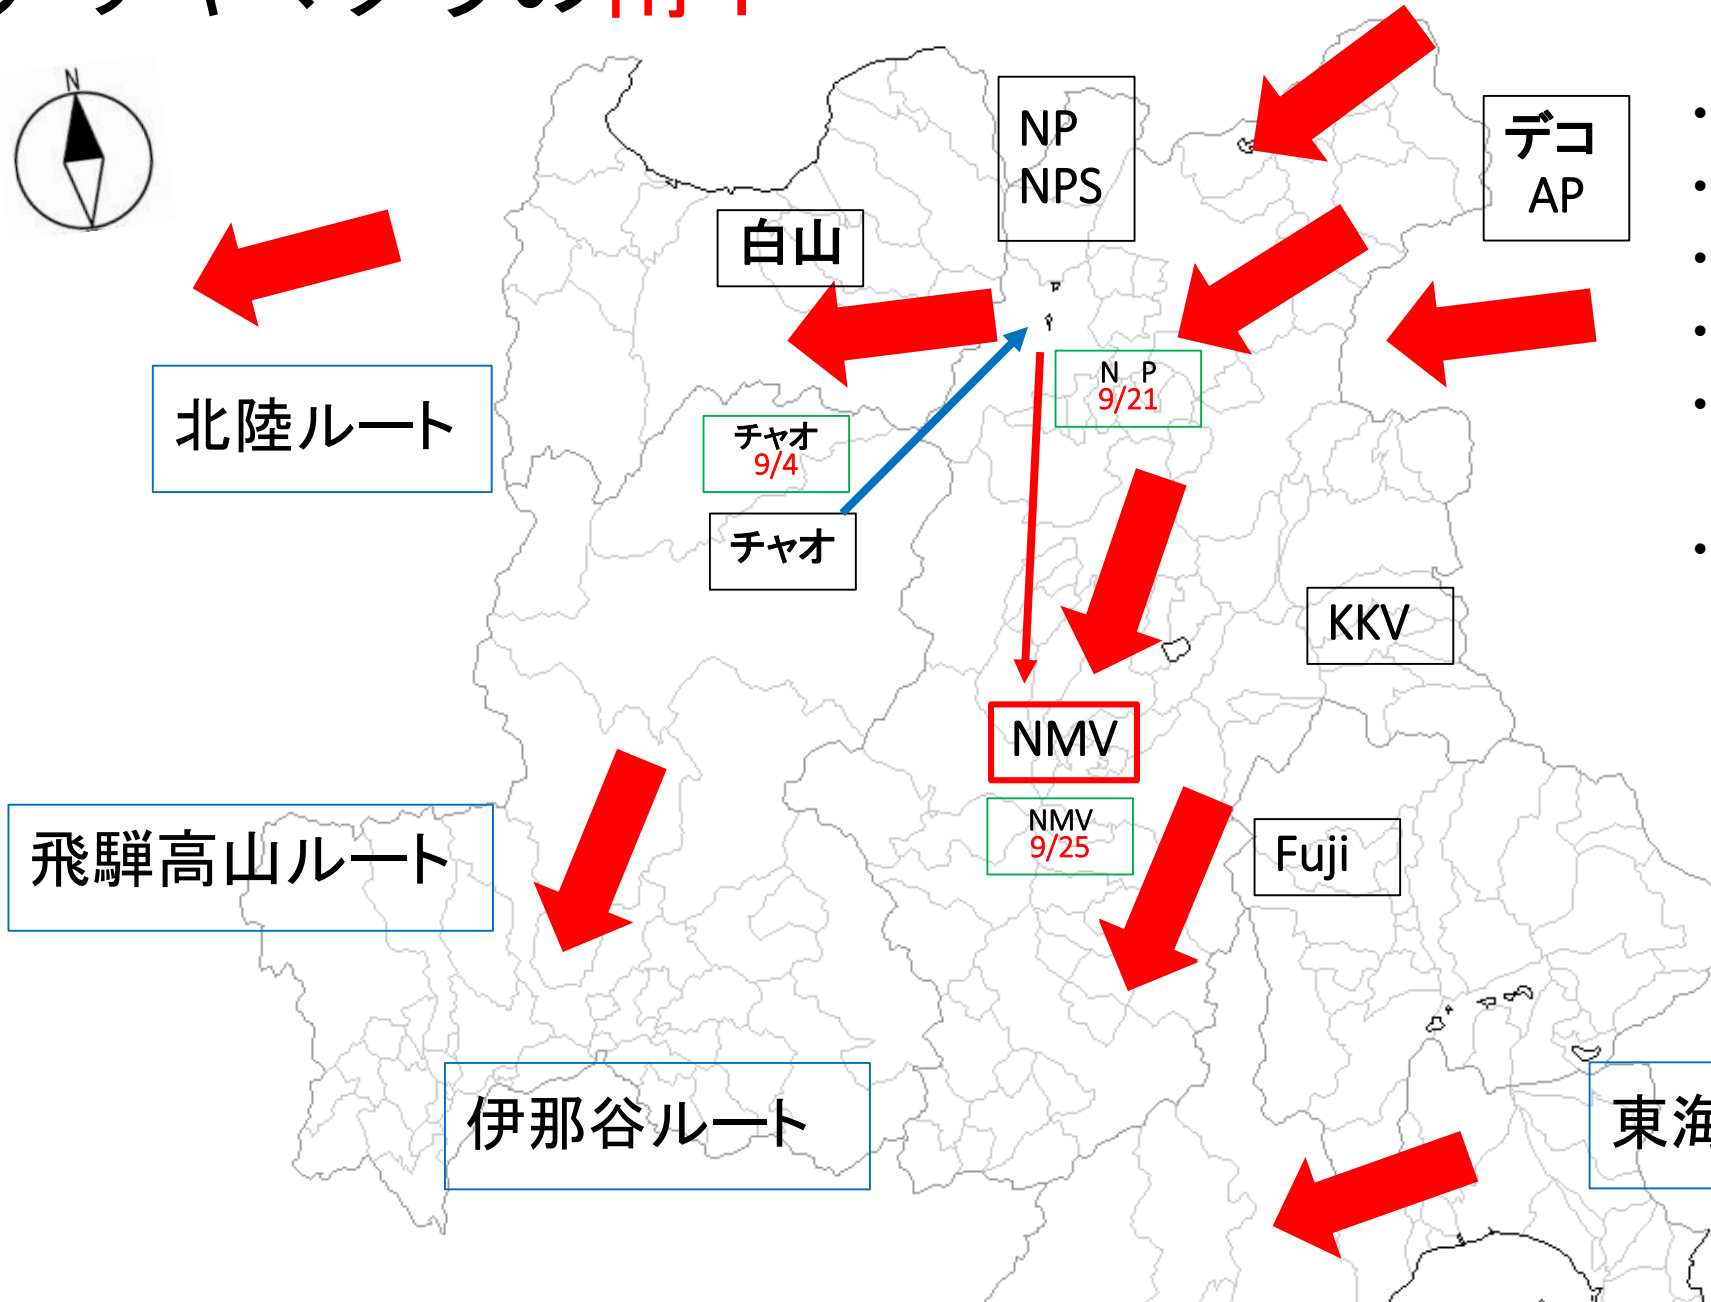 N
NP
NPS
デコ
AP
白山
N P
9/21
北陸ルート
チャオ
9/4
チャオ
KKV
NMV
NMV
9/25
飛騨高山ルート
Fuji
伊那谷ルート
東海